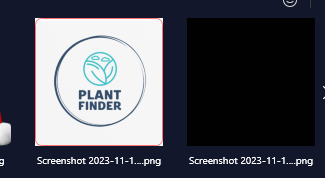 PLANT
FINDER
g
Screenshot 2023-11-1....png
Screenshot 2023-11-1....png